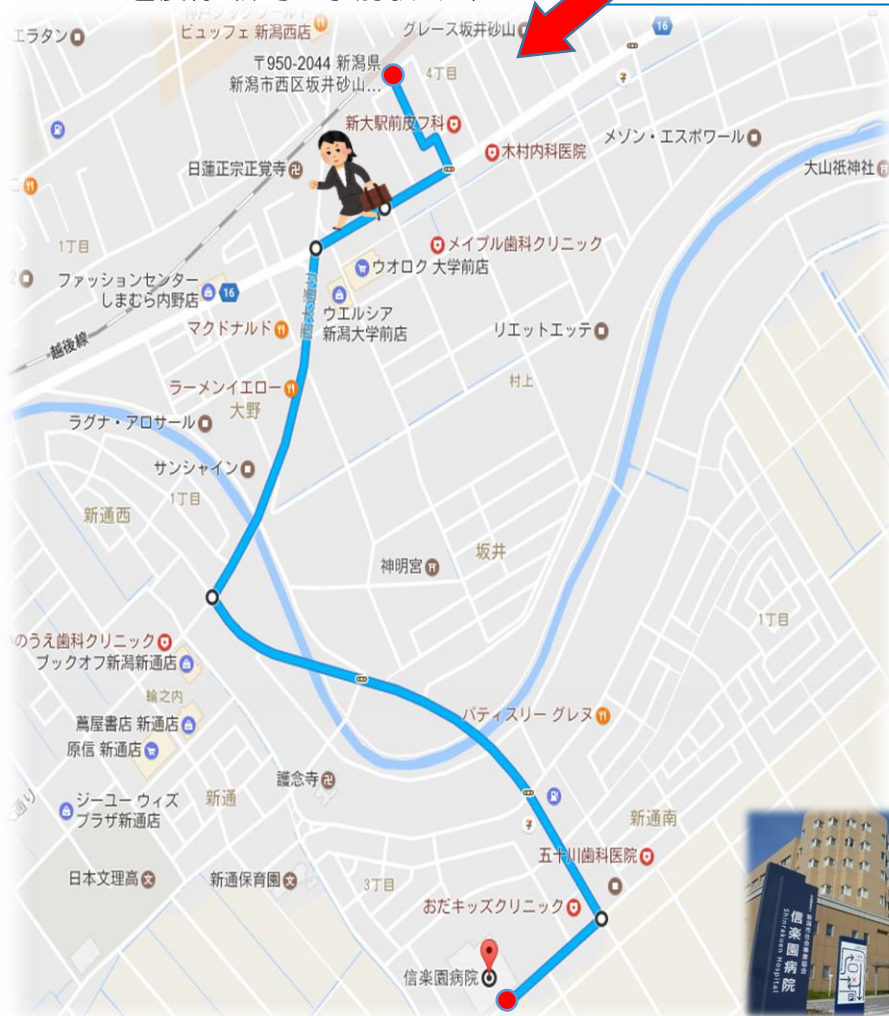 エラタン
ビュッフェ 新潟西店
グレース坂井砂山
16
〒950-2044 新潟県
新潟市西区坂井砂山...
4丁目
新大駅前皮フ科
木村内科医院
メゾン・エスポワール
大山祇神社
日蓮正宗正覚寺
1丁目
メイプル歯科クリニック
ウオロク 大学前店
ファッションセンター
しまむら内野店
16
西大通り
ウエルシア
新潟大学前店
マクドナルド
リエットエッテ
越後線
ラーメンイエロー
大野
村上
ラグナ・アロサール
サンシャイン
1丁目
新通西
坂井
神明宮
1丁目
いのうえ歯科クリニック
ブックオフ新潟新通店
輪之内
パティスリー グレヌ
蔦屋書店 新通店
原信 新通店
護念寺
ジーユー ウィズ
プラザ新通店
新通
新通南
五十川歯科医院
日本文理高
新通保育園
3丁目
おだキッズクリニック
信楽園病院
信楽園病院
Shinrakuen Hospital